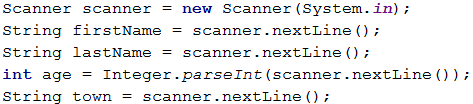 Scanner scanner = new Scanner(System.in);
String firstName = scanner.nextLine();
String lastName = scanner.nextLine();
int age = Integer.parseInt(scanner.nextLine());
String town = scanner.nextLine();